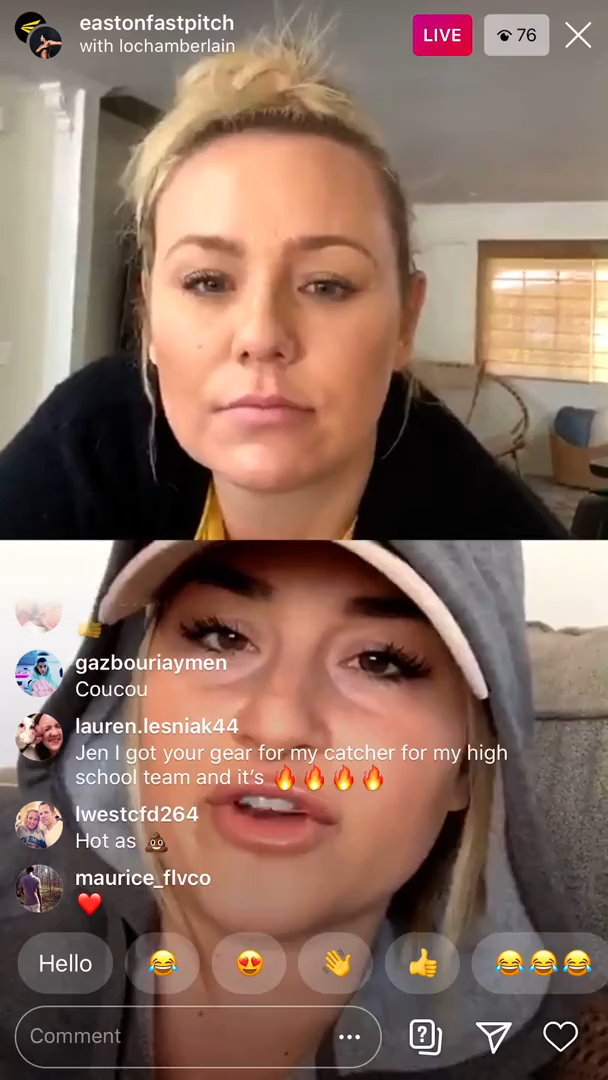 eastonfastpitch
with lochamberlain
LIVE
76
gazbouriaymen
Coucou
lauren.lesniak44
Jen I got your gear for my catcher for my high
school team and it's 🔥🔥🔥🔥
lwestcfd264
Hot as 💩
maurice_flvco
❤️
Hello 😂 😍 👋 👍 😂😂😂
Comment